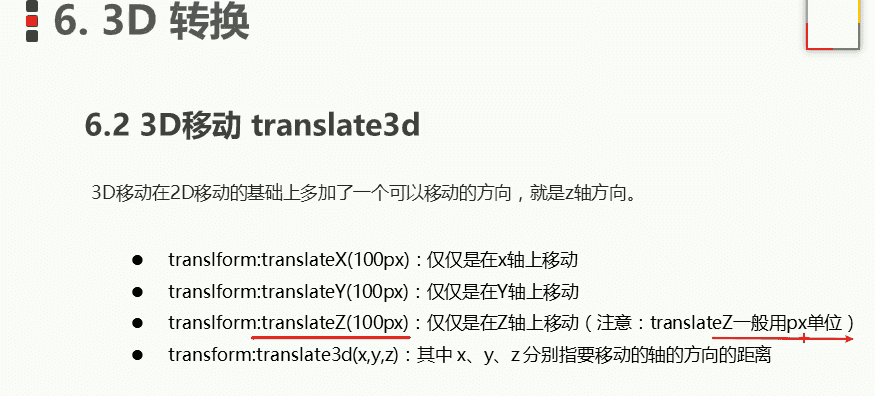 6. 3D 转换
6.2 3D移动 translate3d
3D移动在2D移动的基础上多加了一个可以移动的方向，就是z轴方向。
● translform:translateX(100px)：仅仅是在x轴上移动
● translform:translateY(100px)：仅仅是在Y轴上移动
● translform:translateZ(100px)：仅仅是在Z轴上移动（注意：translateZ一般用px单位）
● transform:translate3d(x,y,z)：其中 x、y、z 分别指要移动的轴的方向的距离